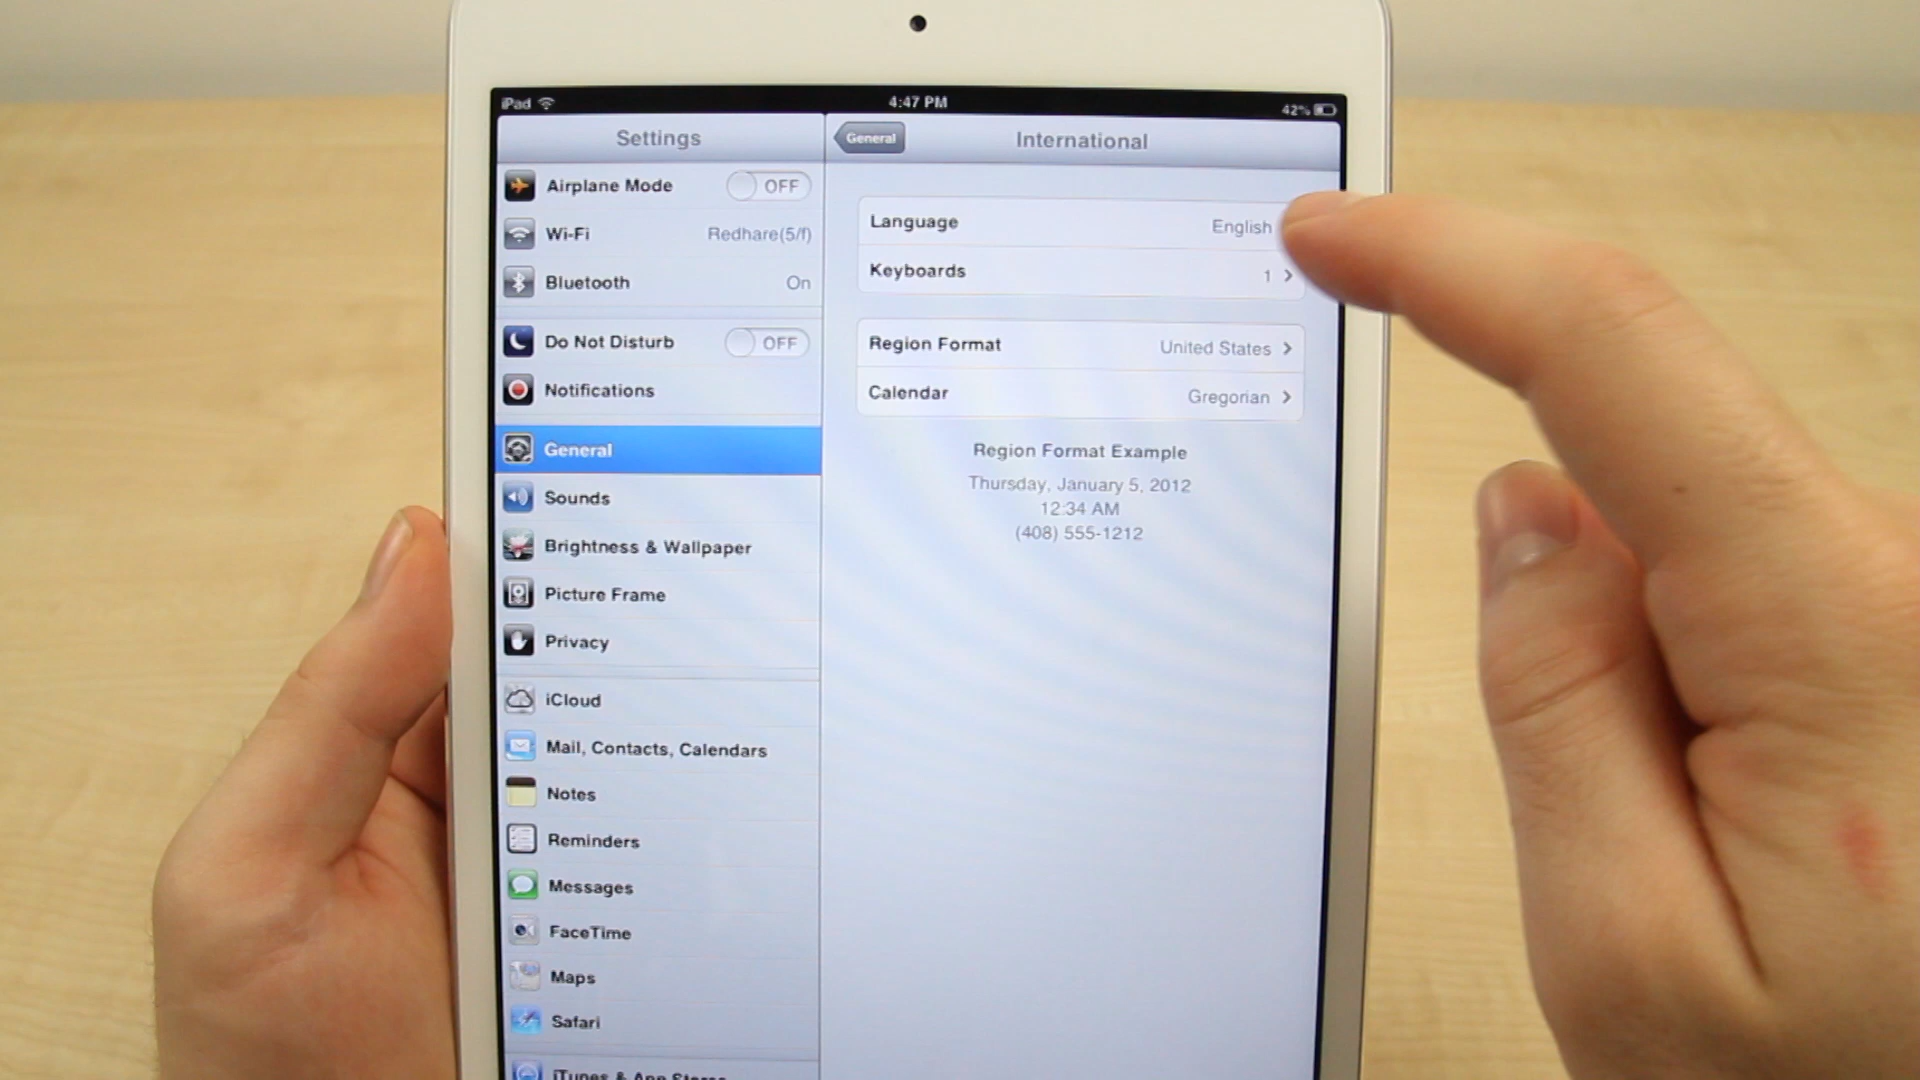 iPad 4:47 PM 42%
Settings
Airplane Mode OFF
Wi-Fi Redhare(5/f)
Bluetooth On
Do Not Disturb OFF
Notifications
General
Sounds
Brightness & Wallpaper
Picture Frame
Privacy
iCloud
Mail, Contacts, Calendars
Notes
Reminders
Messages
FaceTime
Maps
Safari
iTunes & App Stores
General International
Language English
Keyboards 1
Region Format United States
Calendar Gregorian
Region Format Example
Thursday, January 5, 2012
12:34 AM
(408) 555-1212